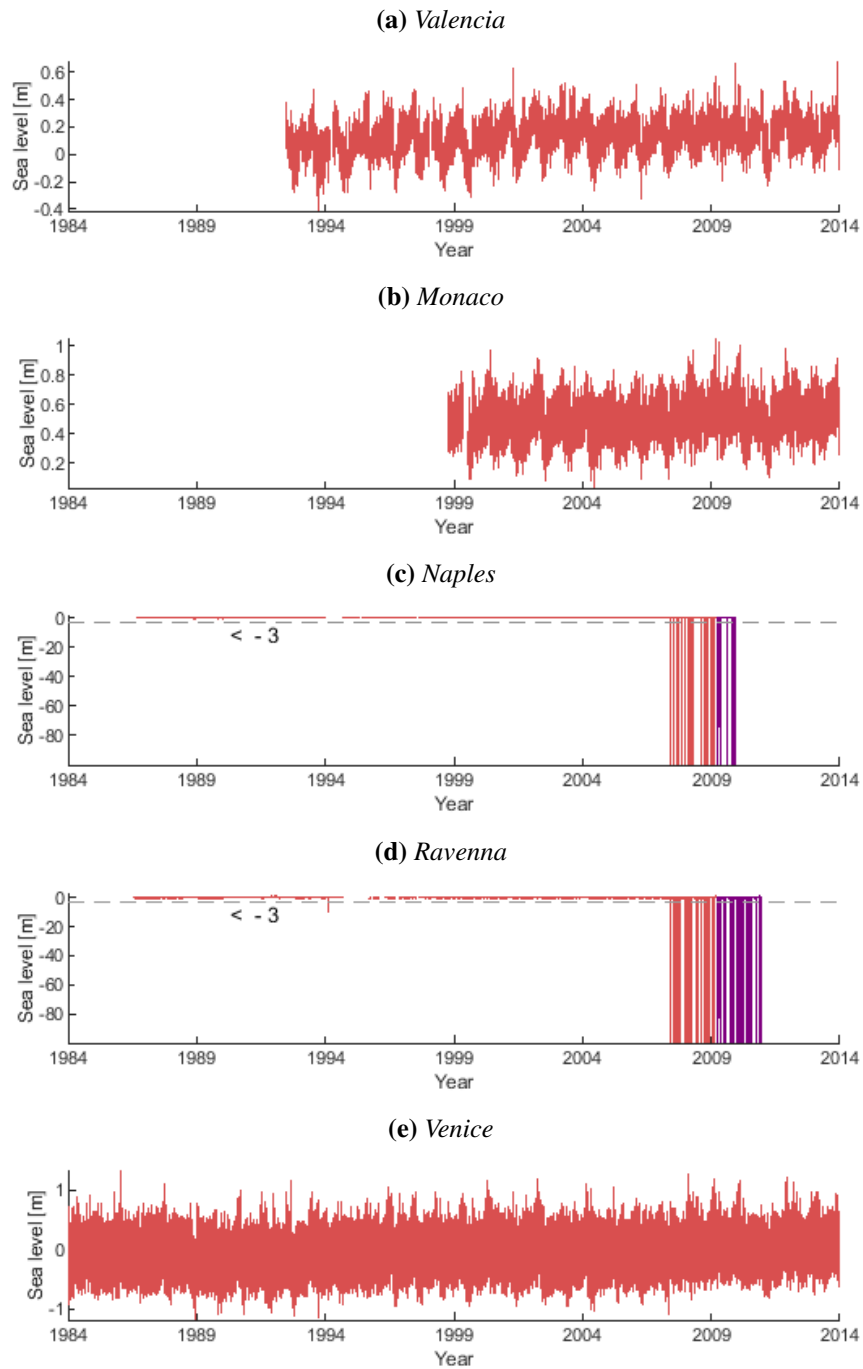 (a) Valencia
Sea level [m]
0.6
0.4
0.2
0
-0.2
-0.4
1984 1989 1994 1999 2004 2009 2014
Year
(b) Monaco
Sea level [m]
1
0.8
0.6
0.4
0.2
1984 1989 1994 1999 2004 2009 2014
Year
(c) Naples
Sea level [m]
0
-20
-40
-60
-80
< - 3
1984 1989 1994 1999 2004 2009 2014
Year
(d) Ravenna
Sea level [m]
0
-20
-40
-60
-80
< - 3
1984 1989 1994 1999 2004 2009 2014
Year
(e) Venice
Sea level [m]
1
0
-1
1984 1989 1994 1999 2004 2009 2014
Year